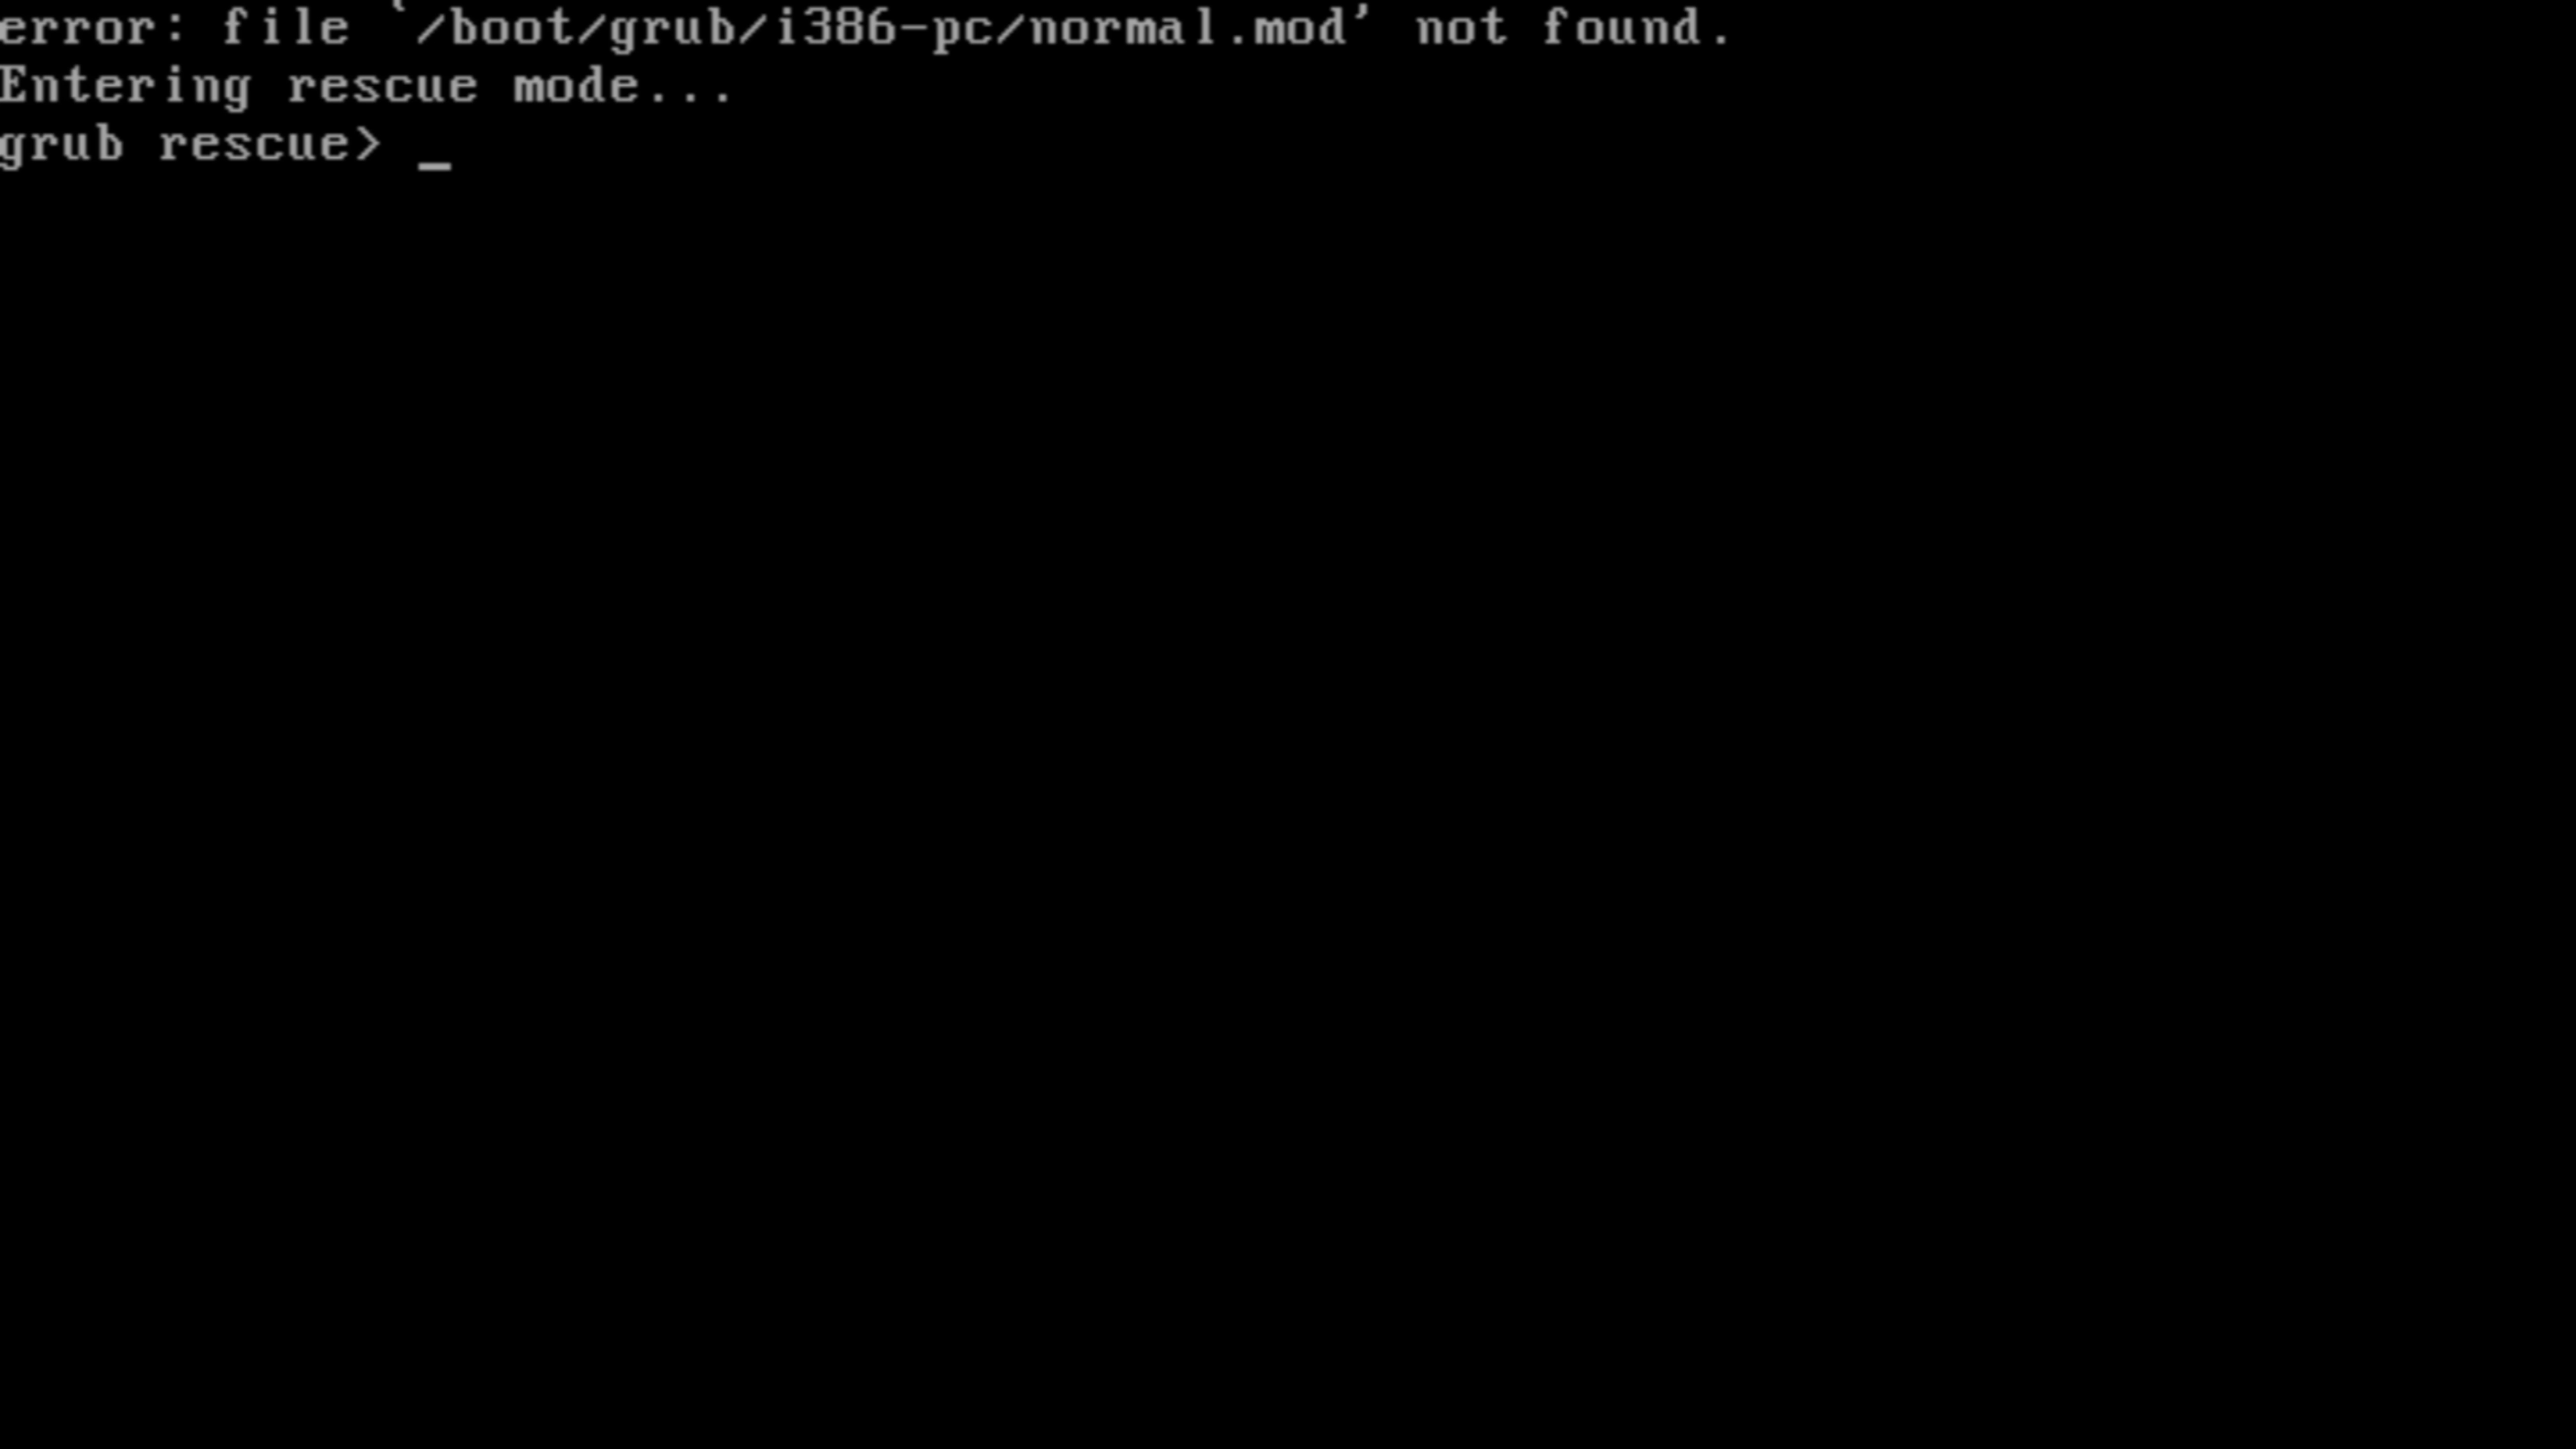 error: file `/boot/grub/i386-pc/normal.mod' not found.
Entering rescue mode...
grub rescue> _